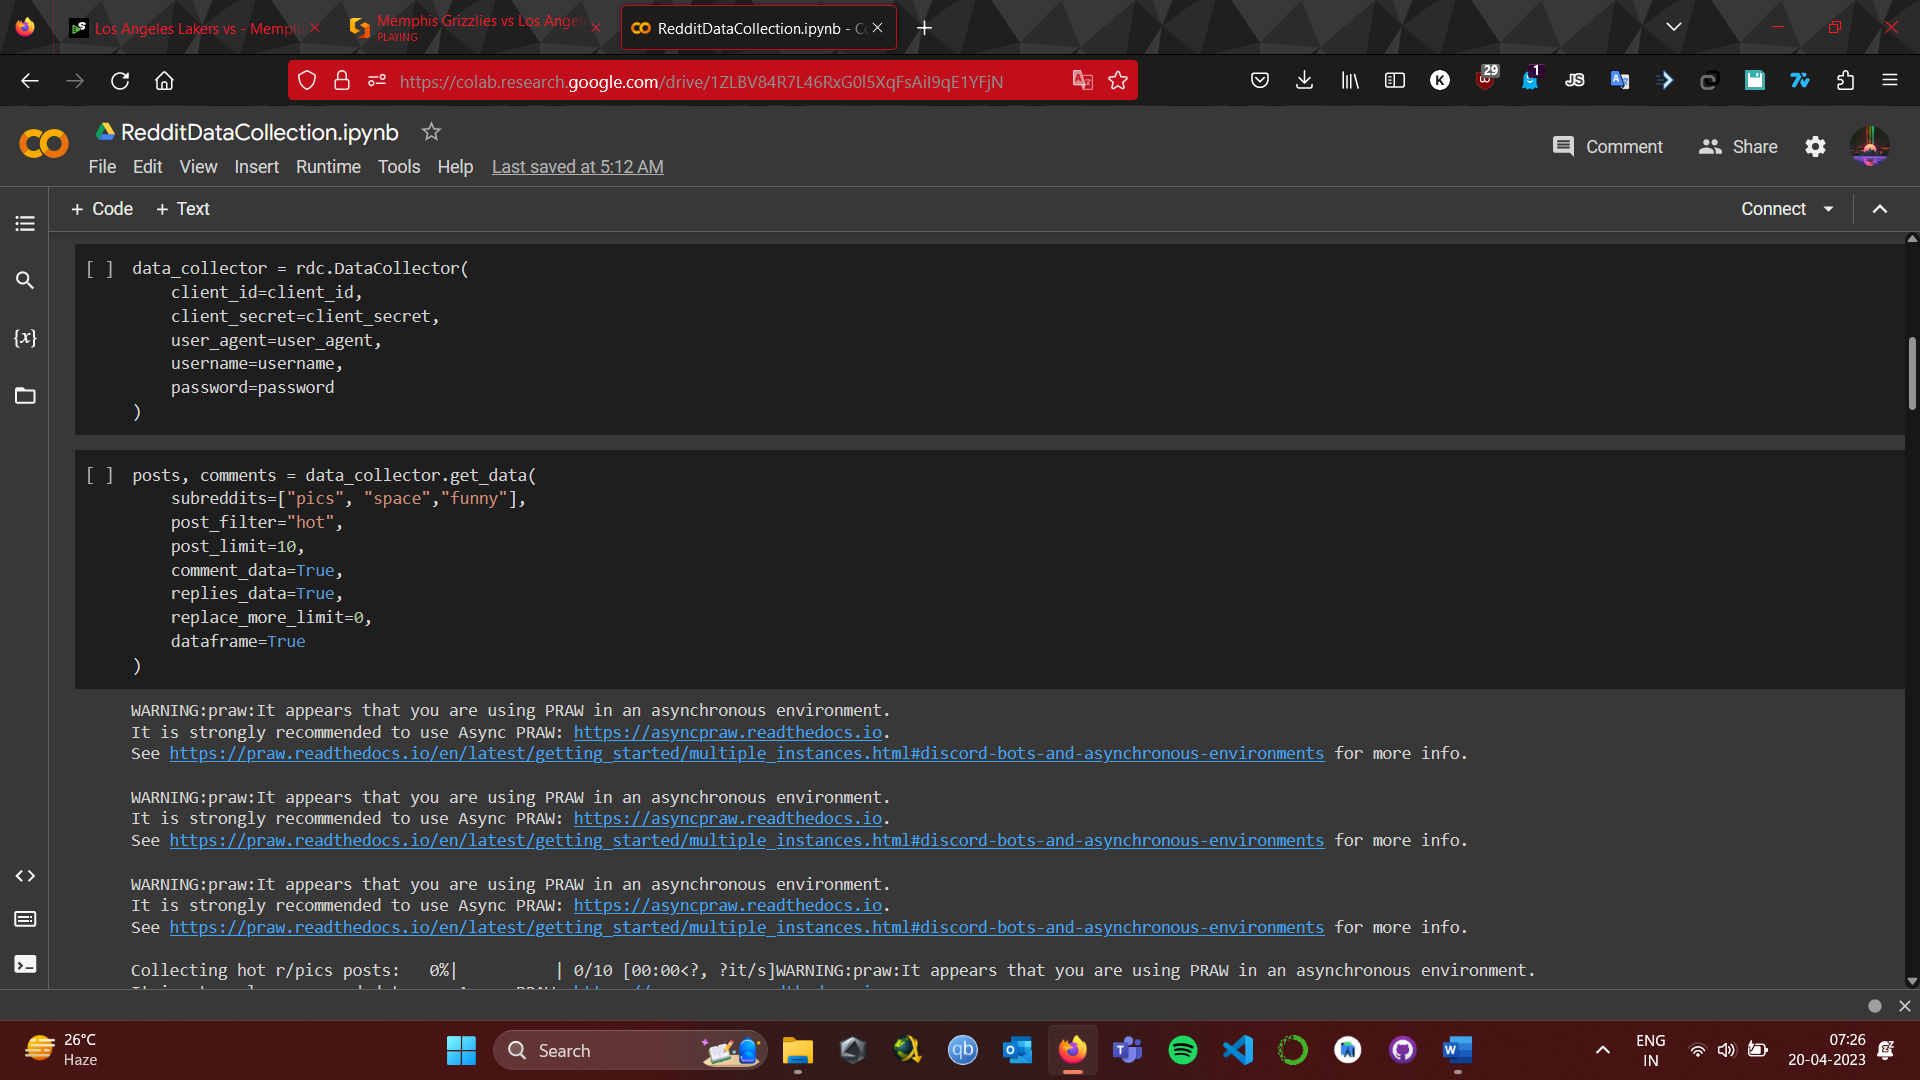 Los Angeles Lakers vs - Memph
Memphis Grizzlies vs Los Angel
PLAYING
RedditDataCollection.ipynb - Co
https://colab.research.google.com/drive/1ZLBV84R7L46RxG0l5XqFsAiI9qE1YFjN
29
1
K
JS
RedditDataCollection.ipynb
File Edit View Insert Runtime Tools Help Last saved at 5:12 AM
Comment Share
+ Code + Text
Connect
[ ] data_collector = rdc.DataCollector(
client_id=client_id,
client_secret=client_secret,
user_agent=user_agent,
username=username,
password=password
)
[ ] posts, comments = data_collector.get_data(
subreddits=["pics", "space","funny"],
post_filter="hot",
post_limit=10,
comment_data=True,
replies_data=True,
replace_more_limit=0,
dataframe=True
)
WARNING:praw:It appears that you are using PRAW in an asynchronous environment.
It is strongly recommended to use Async PRAW: https://asyncpraw.readthedocs.io.
See https://praw.readthedocs.io/en/latest/getting_started/multiple_instances.html#discord-bots-and-asynchronous-environments for more info.
WARNING:praw:It appears that you are using PRAW in an asynchronous environment.
It is strongly recommended to use Async PRAW: https://asyncpraw.readthedocs.io.
See https://praw.readthedocs.io/en/latest/getting_started/multiple_instances.html#discord-bots-and-asynchronous-environments for more info.
WARNING:praw:It appears that you are using PRAW in an asynchronous environment.
It is strongly recommended to use Async PRAW: https://asyncpraw.readthedocs.io.
See https://praw.readthedocs.io/en/latest/getting_started/multiple_instances.html#discord-bots-and-asynchronous-environments for more info.
Collecting hot r/pics posts: 0%| | 0/10 [00:00<?, ?it/s]WARNING:praw:It appears that you are using PRAW in an asynchronous environment.
26°C
Haze
Search
ENG
IN
07:26
20-04-2023